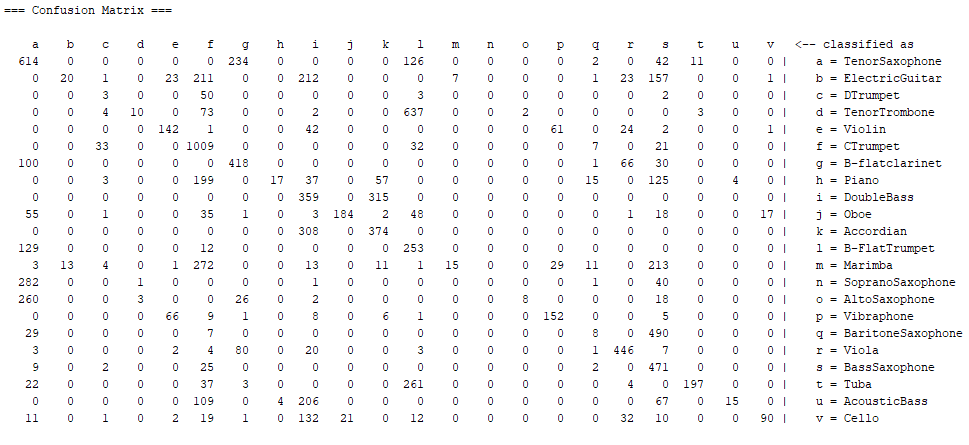 === Confusion Matrix ===
a b c d e f g h i j k l m n o p q r s t u v <-- classified as
614 0 0 0 0 0 234 0 0 0 0 126 0 0 0 0 2 0 42 11 0 0 | a = TenorSaxophone
0 20 1 0 23 211 0 0 212 0 0 0 7 0 0 0 1 23 157 0 0 1 | b = ElectricGuitar
0 0 3 0 0 50 0 0 0 0 0 3 0 0 0 0 0 0 2 0 0 0 | c = DTrumpet
0 0 4 10 0 73 0 0 2 0 0 637 0 0 2 0 0 0 0 3 0 0 | d = TenorTrombone
0 0 0 0 142 1 0 0 42 0 0 0 0 0 0 61 0 24 2 0 0 1 | e = Violin
0 0 33 0 0 1009 0 0 0 0 0 32 0 0 0 0 7 0 21 0 0 0 | f = CTrumpet
100 0 0 0 0 0 418 0 0 0 0 0 0 0 0 0 1 66 30 0 0 0 | g = B-flatclarinet
0 0 3 0 0 199 0 17 37 0 57 0 0 0 0 0 15 0 125 0 4 0 | h = Piano
0 0 0 0 0 0 0 0 359 0 315 0 0 0 0 0 0 0 0 0 0 0 | i = DoubleBass
55 0 1 0 0 35 1 0 3 184 2 48 0 0 0 0 0 1 18 0 0 17 | j = Oboe
0 0 0 0 0 0 0 0 308 0 374 0 0 0 0 0 0 0 0 0 0 0 | k = Accordian
129 0 0 0 0 12 0 0 0 0 0 253 0 0 0 0 0 0 0 0 0 0 | l = B-FlatTrumpet
3 13 4 0 1 272 0 0 13 0 11 1 15 0 0 29 11 0 213 0 0 0 | m = Marimba
282 0 0 1 0 0 0 0 1 0 0 0 0 0 0 0 1 0 40 0 0 0 | n = SopranoSaxophone
260 0 0 3 0 0 26 0 2 0 0 0 0 0 8 0 0 0 18 0 0 0 | o = AltoSaxophone
0 0 0 0 66 9 1 0 8 0 6 1 0 0 0 152 0 0 5 0 0 0 | p = Vibraphone
29 0 0 0 0 7 0 0 0 0 0 0 0 0 0 0 8 0 490 0 0 0 | q = BaritoneSaxophone
3 0 0 0 2 4 80 0 20 0 0 3 0 0 0 0 1 446 7 0 0 0 | r = Viola
9 0 2 0 0 25 0 0 0 0 0 0 0 0 0 0 2 0 471 0 0 0 | s = BassSaxophone
22 0 0 0 0 37 3 0 0 0 0 261 0 0 0 0 0 4 0 197 0 0 | t = Tuba
0 0 0 0 0 109 0 4 206 0 0 0 0 0 0 0 0 0 67 0 15 0 | u = AcousticBass
11 0 1 0 2 19 1 0 132 21 0 12 0 0 0 0 0 32 10 0 0 90 | v = Cello